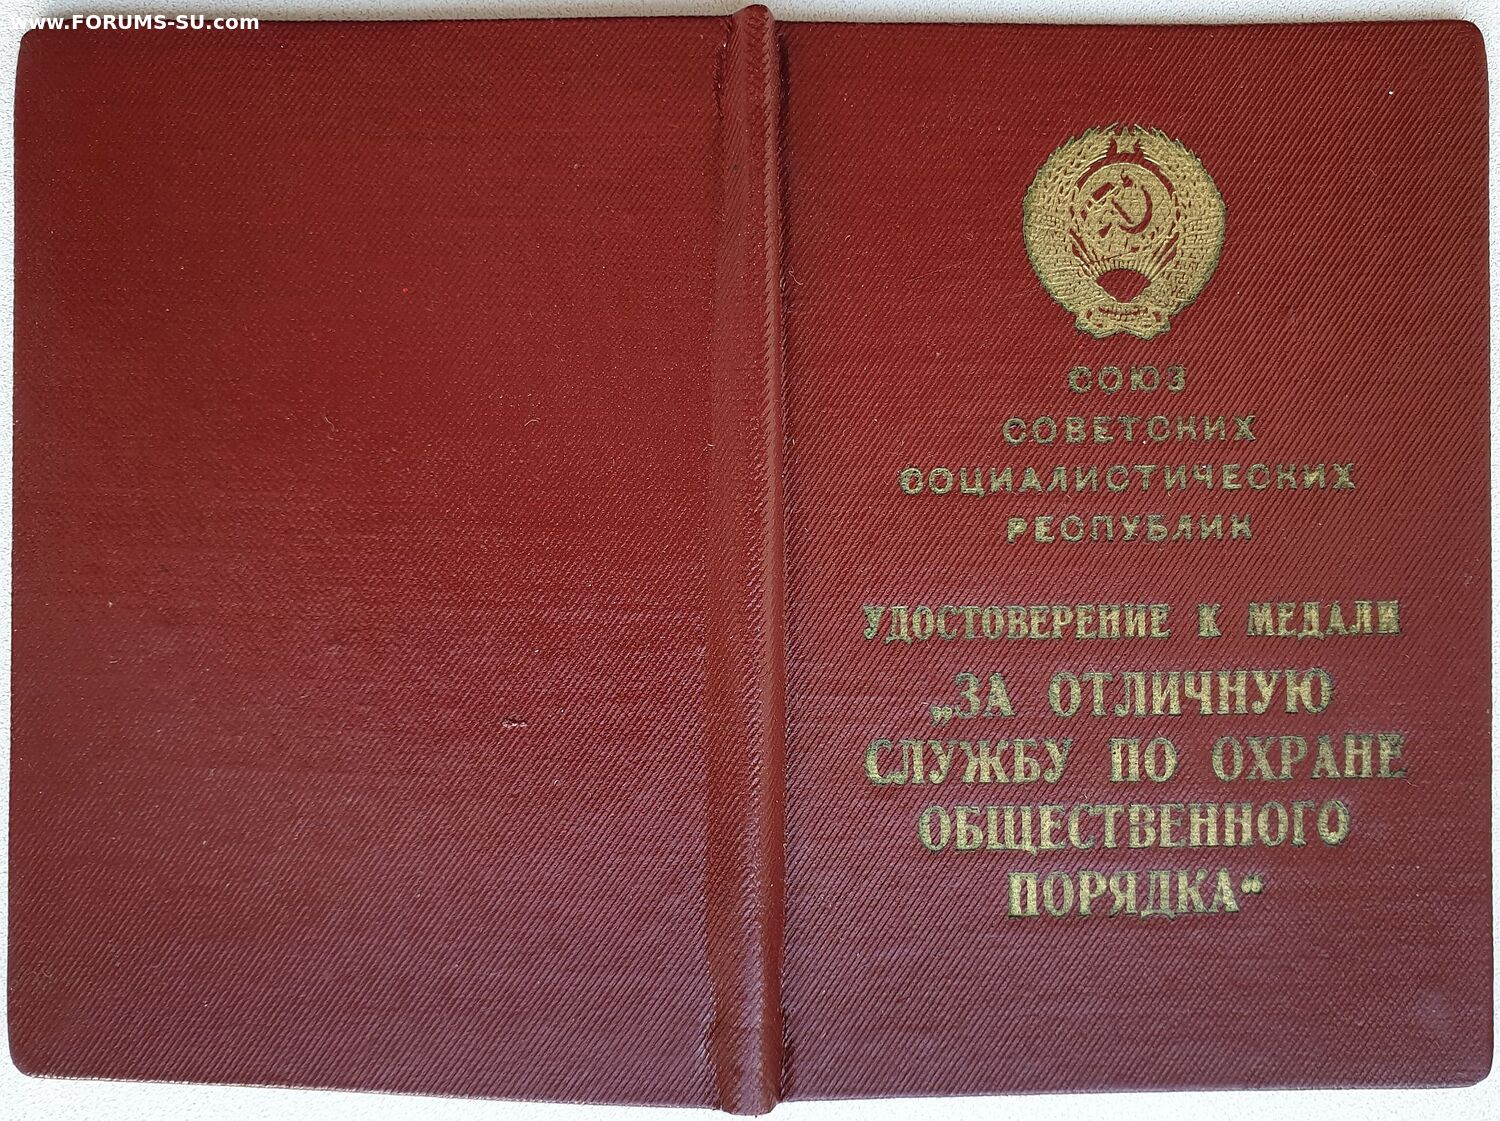 www.FORUMS-SU.com
СОЮЗ
СОВЕТСКИХ
СОЦИАЛИСТИЧЕСКИХ
РЕСПУБЛИК
УДОСТОВЕРЕНИЕ К МЕДАЛИ
„ЗА ОТЛИЧНУЮ
СЛУЖБУ ПО ОХРАНЕ
ОБЩЕСТВЕННОГО
ПОРЯДКА“